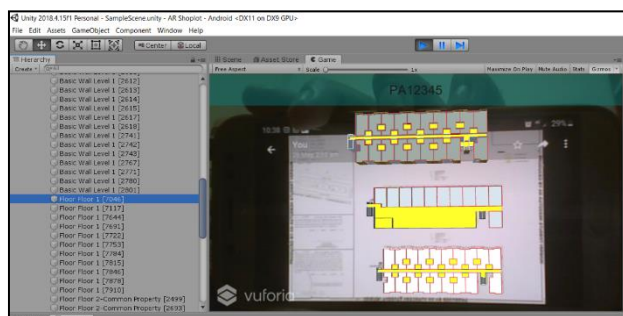 Unity 2018.4.15f1 Personal - SampleScene.unity - AR Shoplot - Android <DX11 on DX9 GPU>
File Edit Assets GameObject Component Window Help
Center Local
Hierarchy
Scene Asset Store Game
Create
Free Aspect Scale 1x Maximize On Play Mute Audio Stats Gizmos
Basic Wall Level 1 [2612]
Basic Wall Level 1 [2613]
Basic Wall Level 1 [2614]
Basic Wall Level 1 [2615]
Basic Wall Level 1 [2617]
Basic Wall Level 1 [2618]
Basic Wall Level 1 [2741]
Basic Wall Level 1 [2742]
Basic Wall Level 1 [2743]
Basic Wall Level 1 [2767]
Basic Wall Level 1 [2771]
Basic Wall Level 1 [2780]
Basic Wall Level 1 [2801]
Floor Floor 1 [7046]
Floor Floor 1 [7117]
Floor Floor 1 [7644]
Floor Floor 1 [7691]
Floor Floor 1 [7722]
Floor Floor 1 [7753]
Floor Floor 1 [7784]
Floor Floor 1 [7815]
Floor Floor 1 [7846]
Floor Floor 1 [7878]
Floor Floor 1 [7910]
Floor Floor 2-Common Property [2499]
Floor Floor 2-Common Property [2693]
PA12345
10:38
29%
You
vuforia